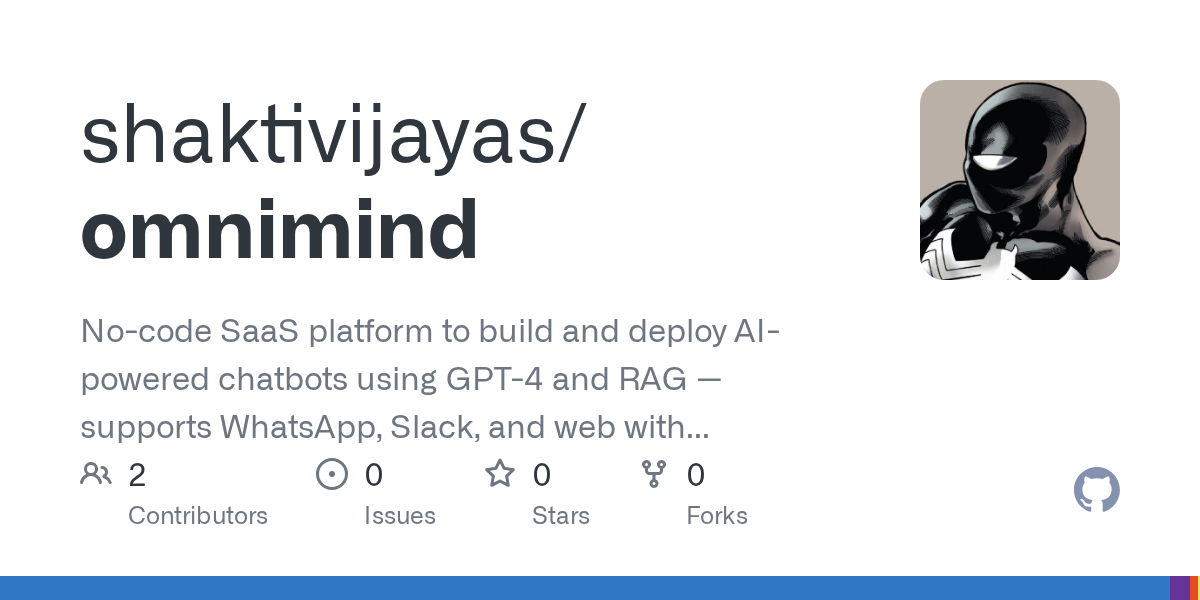 shaktivijayas/
omnimind
No-code SaaS platform to build and deploy AI-
powered chatbots using GPT-4 and RAG —
supports WhatsApp, Slack, and web with...
2 0 0 0
Contributors Issues Stars Forks